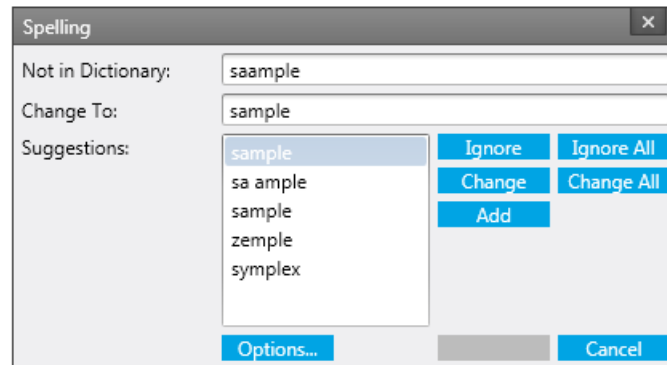 Spelling
Not in Dictionary: saample
Change To: sample
Suggestions: sample Ignore Ignore All
sa ample Change Change All
sample Add
zemple
symplex
Options... Cancel